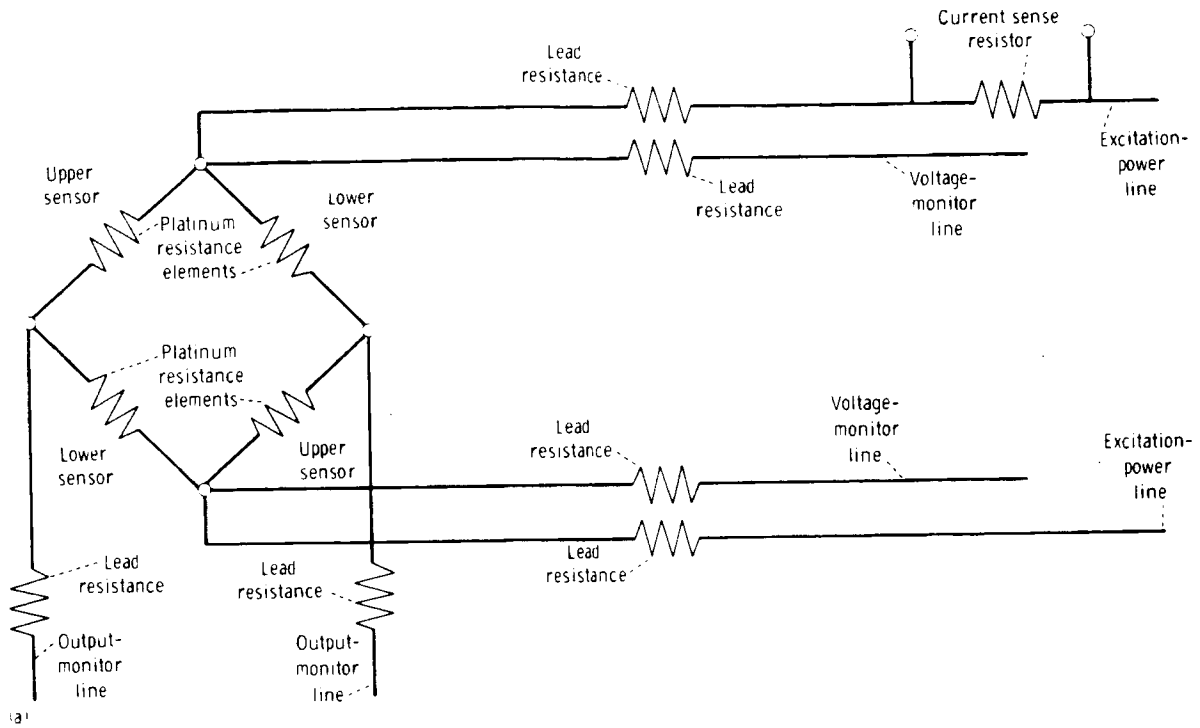 Current sense
resistor
Lead
resistance
Excitation-
power
line
Lead
resistance
Voltage-
monitor
line
Upper
sensor
Lower
sensor
Platinum
resistance
elements
Platinum
resistance
elements
Lower
sensor
Upper
sensor
Lead
resistance
Voltage-
monitor
line
Excitation-
power
line
Lead
resistance
Lead
resistance
Lead
resistance
Output-
monitor
line
Output-
monitor
line
(a)